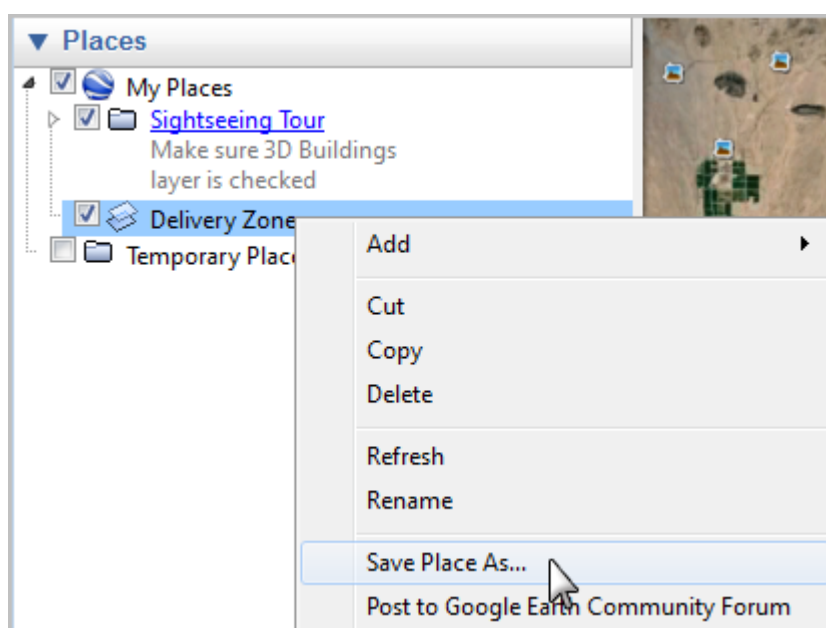 Places
My Places
Sightseeing Tour
Make sure 3D Buildings
layer is checked
Delivery Zone
Temporary Plac
Add
Cut
Copy
Delete
Refresh
Rename
Save Place As...
Post to Google Earth Community Forum